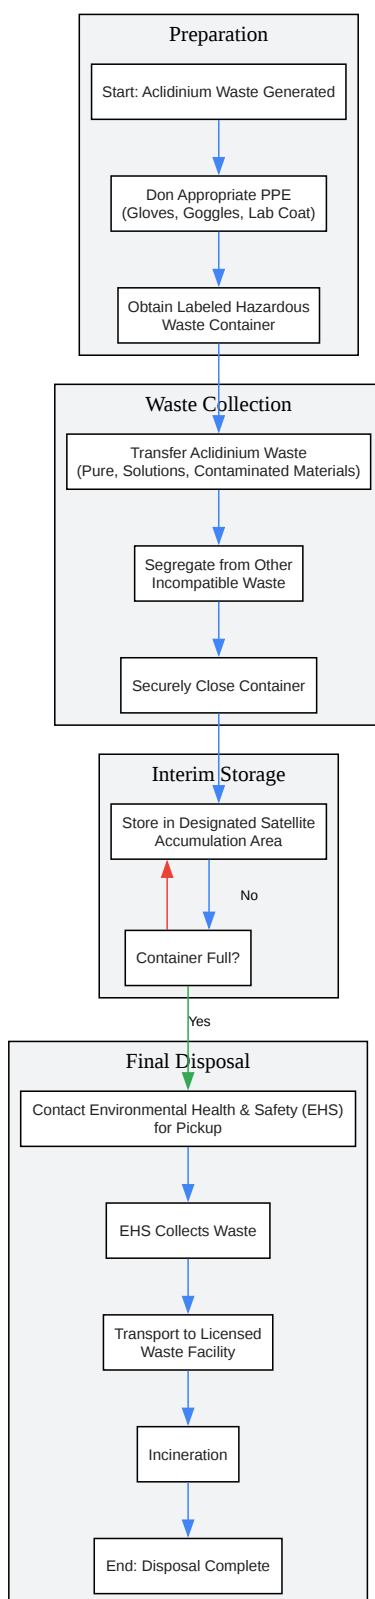 Preparation
Start: Aclidinium Waste Generated
Don Appropriate PPE
(Gloves, Goggles, Lab Coat)
Obtain Labeled Hazardous
Waste Container
Waste Collection
Transfer Aclidinium Waste
(Pure, Solutions, Contaminated Materials)
Segregate from Other
Incompatible Waste
Securely Close Container
Interim Storage
Store in Designated Satellite
Accumulation Area
No
Container Full?
Yes
Final Disposal
Contact Environmental Health & Safety (EHS)
for Pickup
EHS Collects Waste
Transport to Licensed
Waste Facility
Incineration
End: Disposal Complete